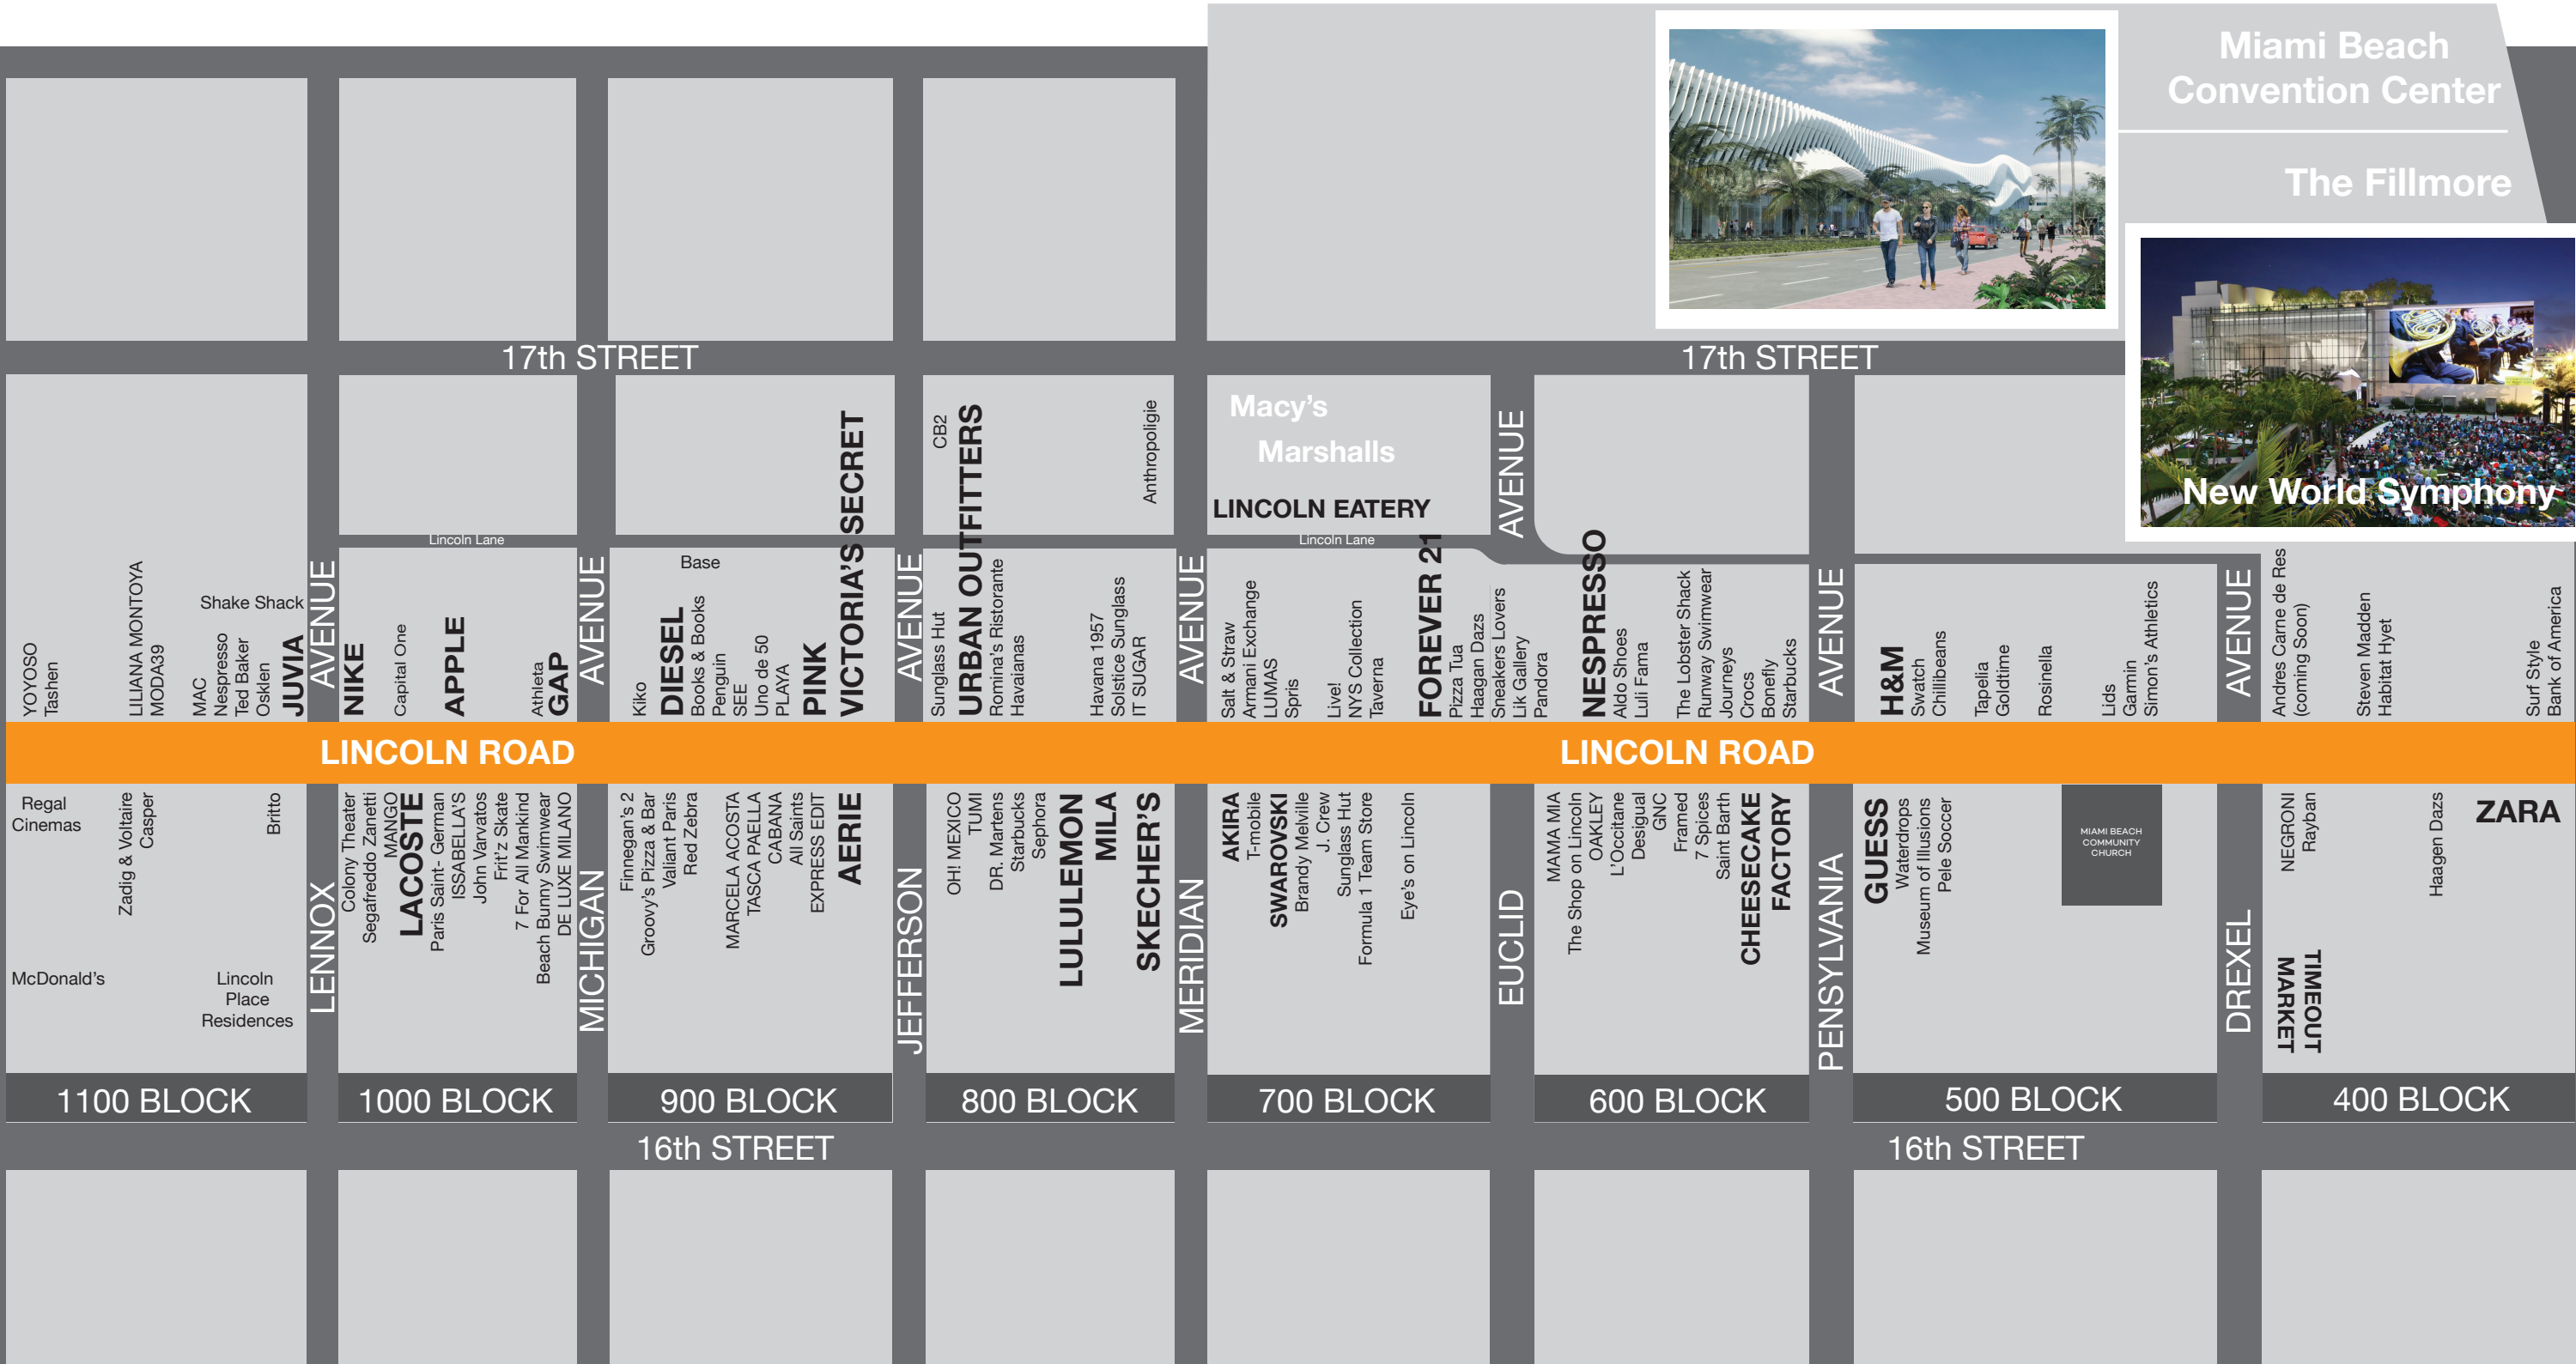 Miami Beach
Convention Center
The Fillmore
New World Symphony
17th STREET
17th STREET
CB2
Anthropoligie
Macy's
Marshalls
LINCOLN EATERY
AVENUE
Lincoln Lane
Lincoln Lane
YOYOSO
Tashen
LILIANA MONTOYA
MODA39
Shake Shack
MAC
Nespresso
Ted Baker
Osklen
JUVIA
AVENUE
NIKE
Capital One
APPLE
Athleta
GAP
AVENUE
Base
Kiko
DIESEL
Books & Books
Penguin
SEE
Uno de 50
PLAYA
PINK
VICTORIA'S SECRET
AVENUE
Sunglass Hut
URBAN OUTFITTERS
Romina's Ristorante
Havaianas
Havana 1957
Solstice Sunglass
IT SUGAR
AVENUE
Salt & Straw
Armani Exchange
LUMAS
Spris
Live!
NYS Collection
Taverna
FOREVER 21
Pizza Tua
Haagan Dazs
Sneakers Lovers
Lik Gallery
Pandora
NESPRESSO
Aldo Shoes
Luli Fama
The Lobster Shack
Runway Swimwear
Journeys
Crocs
Bonefly
Starbucks
AVENUE
H&M
Swatch
Chillibeans
Tapelia
Goldtime
Rosinella
Lids
Garmin
Simon's Athletics
AVENUE
Andres Carne de Res
(coming Soon)
Steven Madden
Habitat Hyet
Surf Style
Bank of America
LINCOLN ROAD
LINCOLN ROAD
Regal
Cinemas
Zadig & Voltaire
Casper
Britto
McDonald's
Lincoln
Place
Residences
LENNOX
Colony Theater
Segafreddo Zanetti
MANGO
LACOSTE
Paris Saint- German
ISSABELLA'S
John Varvatos
Frit'z Skate
7 For All Mankind
Beach Bunny Swimwear
DE LUXE MILANO
MICHIGAN
Finnegan's 2
Groovy's Pizza & Bar
Valiant Paris
Red Zebra
MARCELA ACOSTA
TASCA PAELLA
CABANA
All Saints
EXPRESS EDIT
AERIE
JEFFERSON
OH! MEXICO
TUMI
DR. Martens
Starbucks
Sephora
LULULEMON
MILA
SKECHER'S
MERIDIAN
AKIRA
T-mobile
SWAROVSKI
Brandy Melville
J. Crew
Sunglass Hut
Formula 1 Team Store
Eye's on Lincoln
EUCLID
MAMA MIA
The Shop on Lincoln
OAKLEY
L'Occitane
Desigual
GNC
Framed
7 Spices
Saint Barth
CHEESECAKE
FACTORY
PENSYLVANIA
GUESS
Waterdrops
Museum of Illusions
Pele Soccer
MIAMI BEACH
COMMUNITY
CHURCH
DREXEL
NEGRONI
Rayban
TIMEOUT
MARKET
Haagen Dazs
ZARA
1100 BLOCK
1000 BLOCK
900 BLOCK
800 BLOCK
700 BLOCK
600 BLOCK
500 BLOCK
400 BLOCK
16th STREET
16th STREET